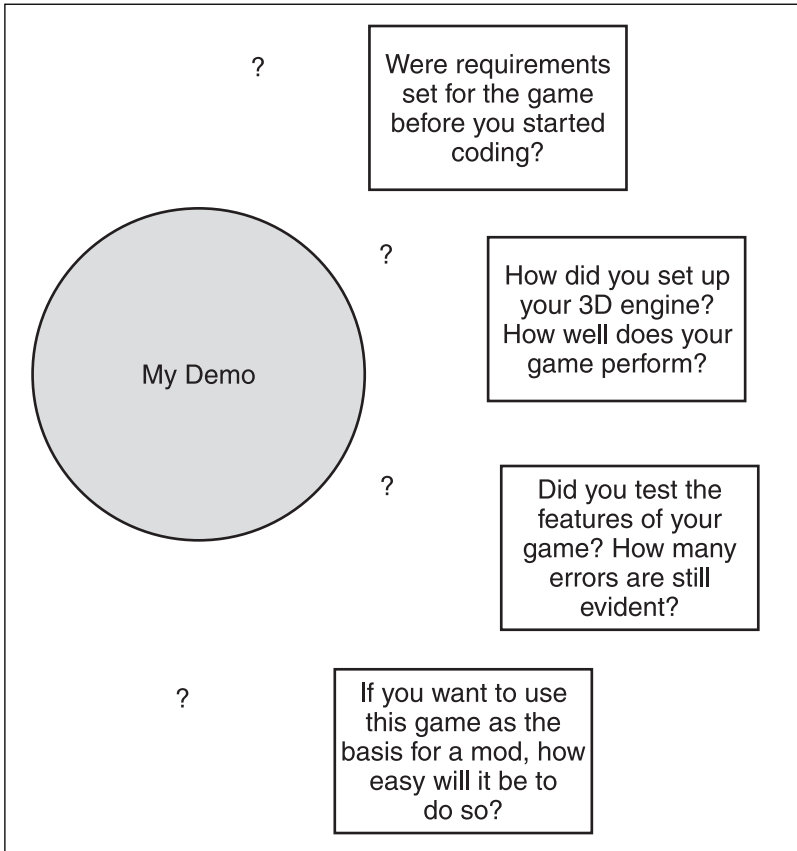 ?
Were requirements
set for the game
before you started
coding?
?
How did you set up
your 3D engine?
How well does your
game perform?
My Demo
?
Did you test the
features of your
game? How many
errors are still
evident?
?
If you want to use
this game as the
basis for a mod, how
easy will it be to
do so?